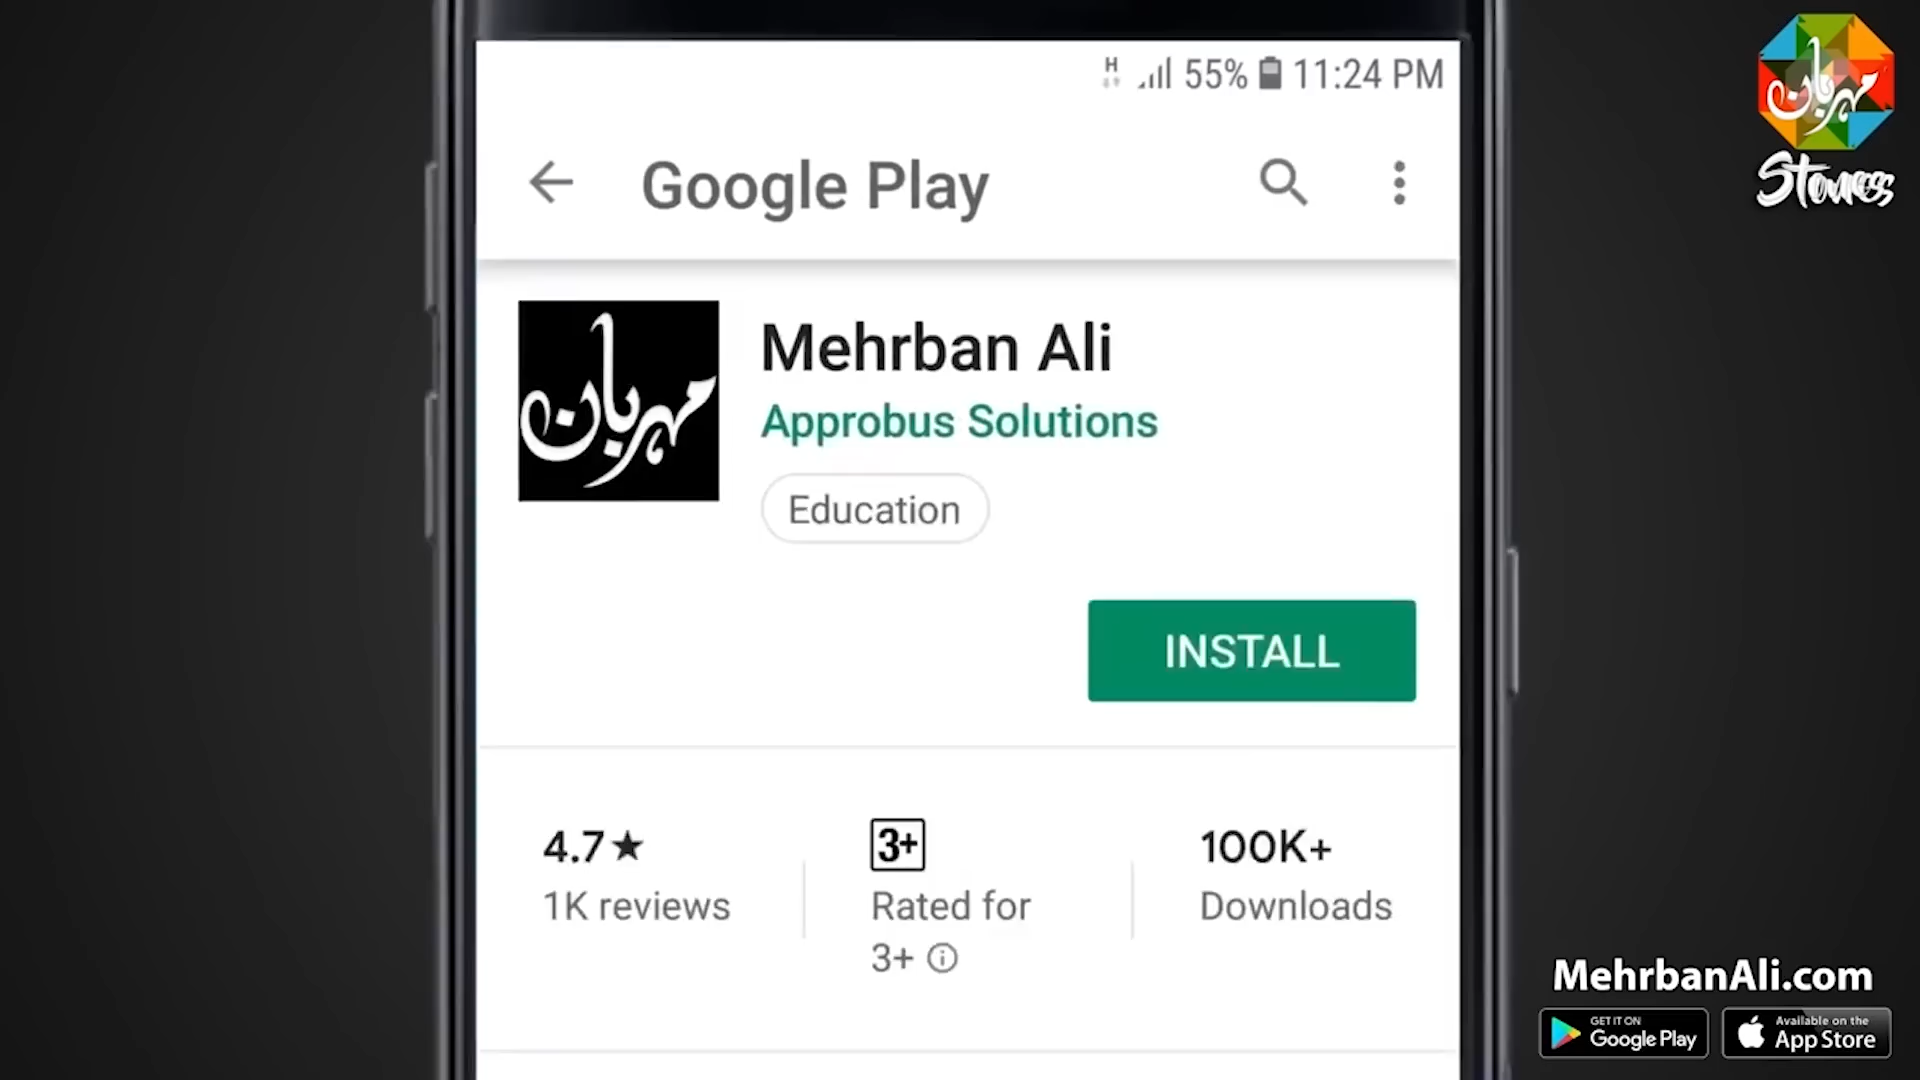 H
55% 11:24 PM
مہربان
Google Play
مہربان
Mehrban Ali
Approbus Solutions
Education
INSTALL
4.7★
1K reviews
3+
Rated for
3+
100K+
Downloads
MehrbanAli.com
GET IT ON
Google Play
Available on the
App Store